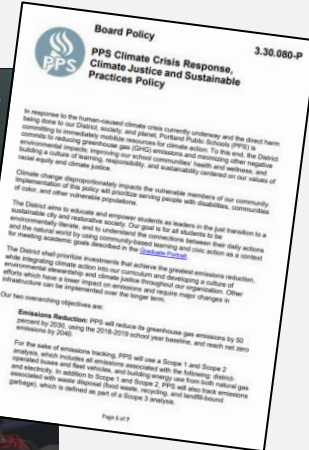 Board Policy
3.30.080-P
PPS
PPS Climate Crisis Response,
Climate Justice and Sustainable
Practices Policy
In response to the human-caused climate crisis currently underway and the direct harm
being done to our District, society, and planet, Portland Public Schools (PPS) is
committing to immediately mobilize resources for climate action. To this end, the District
commits to reducing greenhouse gas (GHG) emissions and minimizing other negative
environmental impacts; improving our school communities' health and wellness; and
building a culture of learning, responsibility, and sustainability centered on our values of
racial equity and climate justice.
Climate change disproportionately impacts the vulnerable members of our community.
Implementation of this policy will prioritize serving people with disabilities, communities
of color, and other vulnerable populations.
The District aims to educate and empower students as leaders in the just transition to a
sustainable city and restorative society. Our goal is for all students to be
environmentally literate, and to understand the connections between their daily actions
and the natural world by using community-based learning and civic action as a context
for meeting academic goals described in the Graduate Portrait.
The District shall prioritize investments that achieve the greatest emissions reduction,
while integrating climate action into our curriculum and developing a culture of
environmental stewardship and climate justice throughout our organization. Other
efforts which have a lower impact on emissions and require major changes in
infrastructure can be implemented over the longer term.
Our two overarching objectives are:
Emissions Reduction: PPS will reduce its greenhouse gas emissions by 50
percent by 2030, using the 2018-2019 school year baseline, and reach net zero
emissions by 2040.
For the sake of emissions tracking, PPS will use a Scope 1 and Scope 2
analysis, which includes all emissions associated with the following: district-
operated buses and fleet vehicles, and building energy use from both natural gas
and electricity. In addition to Scope 1 and Scope 2, PPS will also track emissions
associated with waste disposal (food waste, recycling, and landfill-bound
garbage), which is defined as part of a Scope 3 analysis.
Page 1 of 7